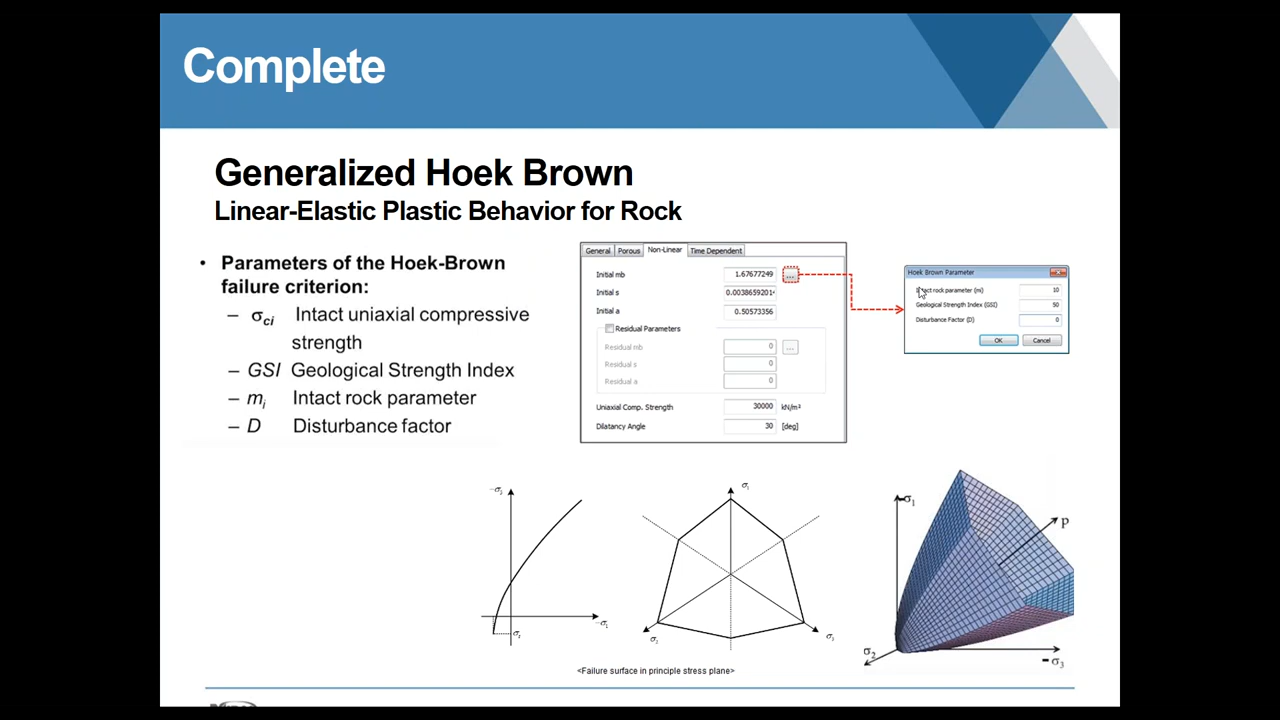 Complete
Generalized Hoek Brown
Linear-Elastic Plastic Behavior for Rock
• Parameters of the Hoek-Brown
failure criterion:
– σci Intact uniaxial compressive
strength
– GSI Geological Strength Index
– mi Intact rock parameter
– D Disturbance factor
General Porous Non-Linear Time Dependent
Initial mb 1.67677249 ...
Initial s 0.0038659201
Initial a 0.50573356
Residual Parameters
Residual mb 0 ...
Residual s 0
Residual a 0
Uniaxial Comp. Strength 30000 kN/m²
Dilatancy Angle 30 [deg]
Hoek Brown Parameter
Intact rock parameter (mi) 10
Geological Strength Index (GSI) 50
Disturbance Factor (D) 0
OK Cancel
-σ1
p
σ2
-σ3
<Failure surface in principle stress plane>